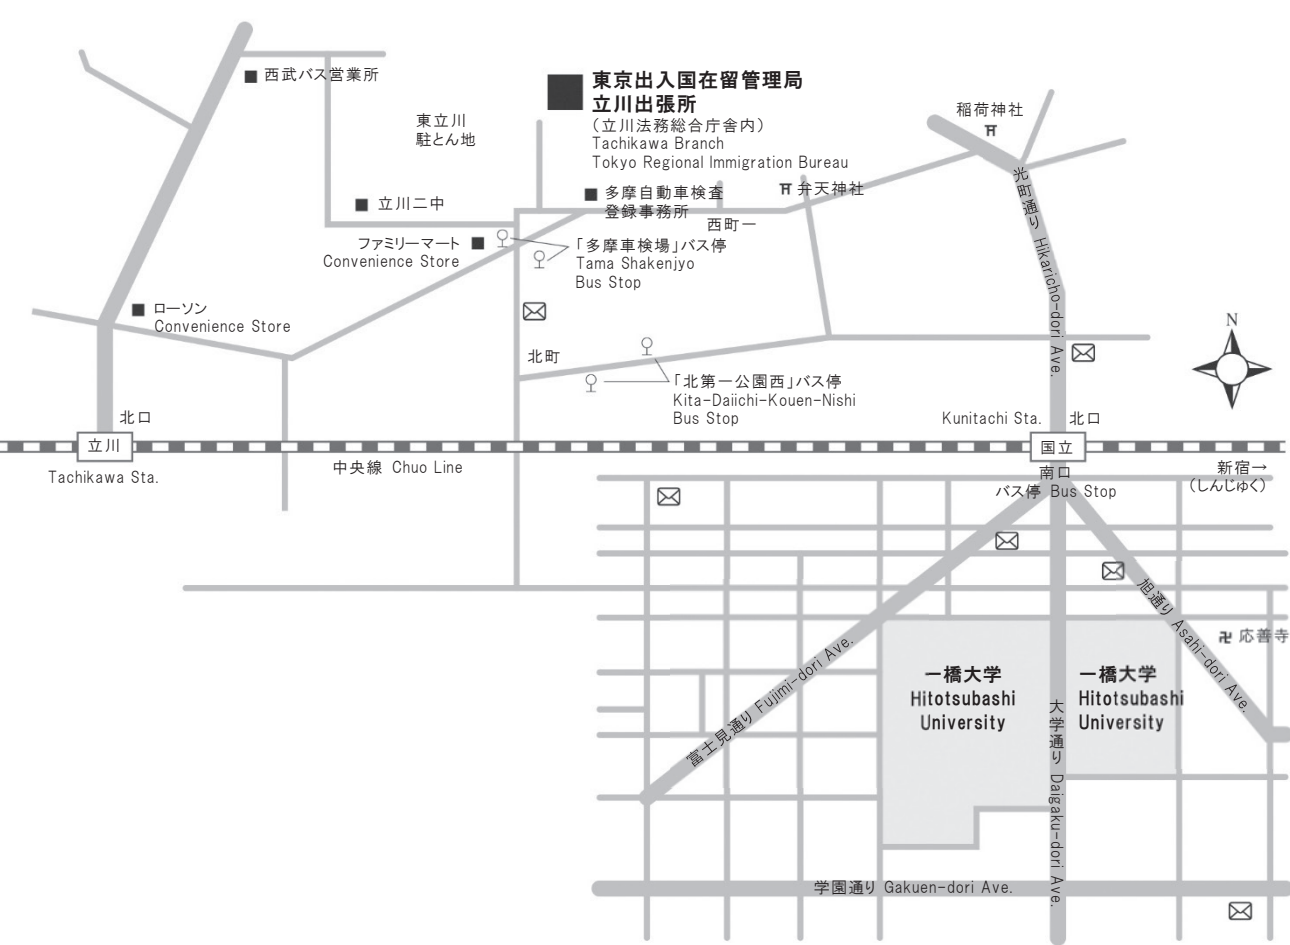 西武バス営業所
東立川
駐とん地
東京出入国在留管理局
立川出張所
（立川法務総合庁舎内）
Tachikawa Branch
Tokyo Regional Immigration Bureau
稲荷神社
立川二中
多摩自動車検査
登録事務所
弁天神社
西町一
光町通り Hikaricho-dori Ave.
ファミリーマート
Convenience Store
「多摩車検場」バス停
Tama Shakenjyo
Bus Stop
ローソン
Convenience Store
北町
「北第一公園西」バス停
Kita-Daiichi-Kouen-Nishi
Bus Stop
N
北口
立川
Tachikawa Sta.
中央線 Chuo Line
Kunitachi Sta.
北口
国立
南口
バス停 Bus Stop
新宿→
（しんじゅく）
旭通り Asahi-dori Ave.
卍 応善寺
富士見通り Fujimi-dori Ave.
一橋大学
Hitotsubashi
University
一橋大学
Hitotsubashi
University
大学通り Daigaku-dori Ave.
学園通り Gakuen-dori Ave.